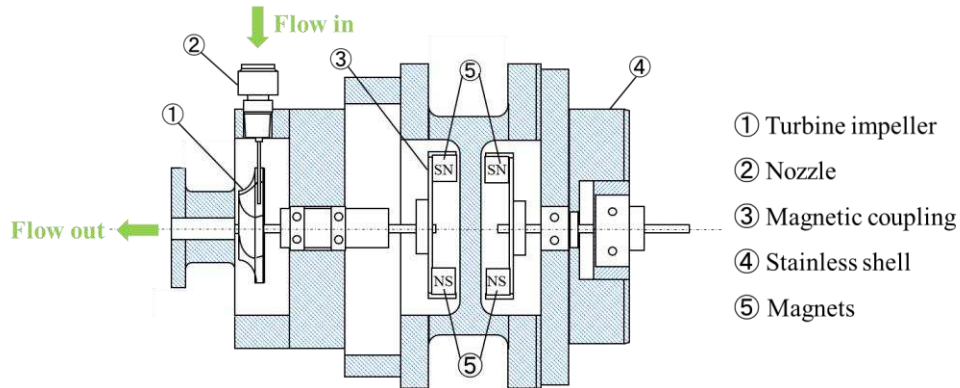 Flow in
②
③
⑤
④
①
SN
SN
Flow out
NS
NS
⑤
① Turbine impeller
② Nozzle
③ Magnetic coupling
④ Stainless shell
⑤ Magnets